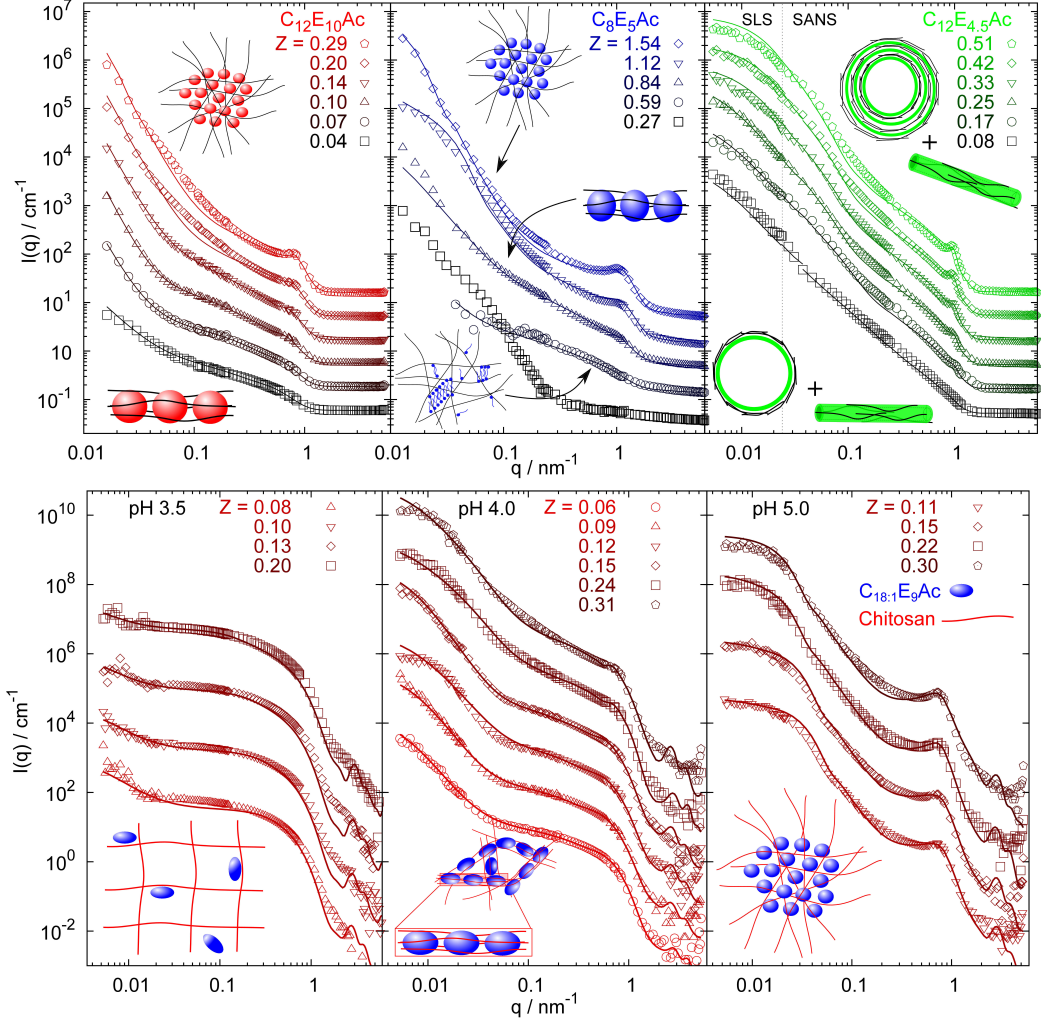 C12E10Ac
Z = 0.29
0.20
0.14
0.10
0.07
0.04
C8E5Ac
Z = 1.54
1.12
0.84
0.59
0.27
SLS SANS
C12E4.5Ac
0.51
0.42
0.33
0.25
0.17
0.08
+
+
I(q) / cm-1
10^7
10^6
10^5
10^4
10^3
10^2
10
1
0.1
0.01 0.1 1 0.01 0.1 1 0.01 0.1 1
q / nm-1
pH 3.5
Z = 0.08
0.10
0.13
0.20
pH 4.0
Z = 0.06
0.09
0.12
0.15
0.24
0.31
pH 5.0
Z = 0.11
0.15
0.22
0.30
C18:1E9Ac
Chitosan
I(q) / cm-1
10^10
10^8
10^6
10^4
10^2
10^0
10^-2
0.01 0.1 1 0.01 0.1 1 0.01 0.1 1
q / nm-1